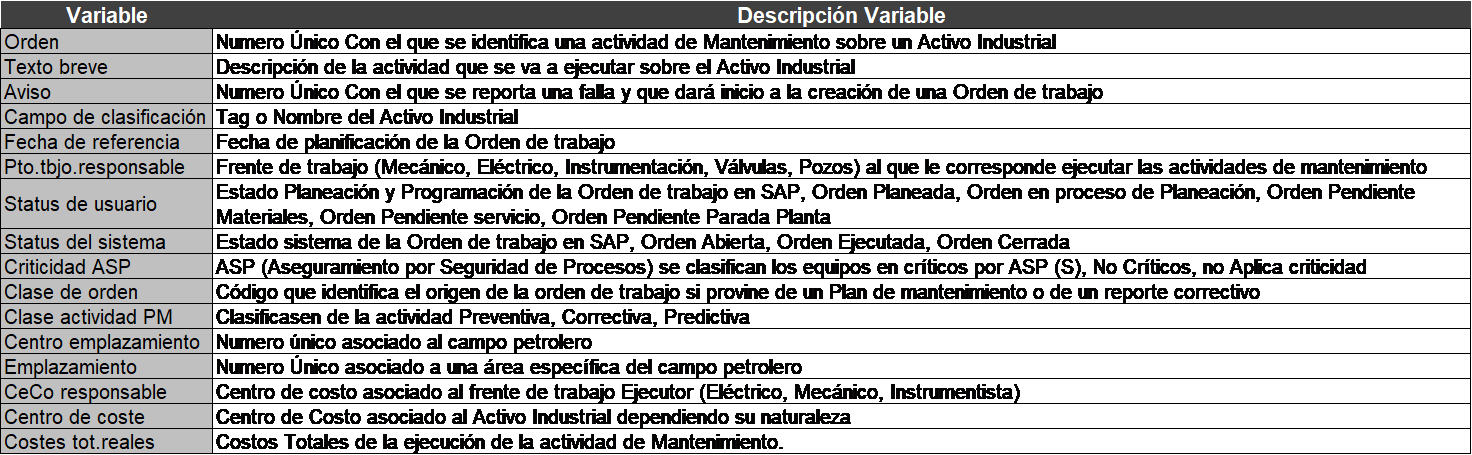 Variable Descripción Variable
Orden Numero Único Con el que se identifica una actividad de Mantenimiento sobre un Activo Industrial
Texto breve Descripción de la actividad que se va a ejecutar sobre el Activo Industrial
Aviso Numero Único Con el que se reporta una falla y que dará inicio a la creación de una Orden de trabajo
Campo de clasificación Tag o Nombre del Activo Industrial
Fecha de referencia Fecha de planificación de la Orden de trabajo
Pto.tbjo.responsable Frente de trabajo (Mecánico, Eléctrico, Instrumentación, Válvulas, Pozos) al que le corresponde ejecutar las actividades de mantenimiento
Status de usuario Estado Planeación y Programación de la Orden de trabajo en SAP, Orden Planeada, Orden en proceso de Planeación, Orden Pendiente
Materiales, Orden Pendiente servicio, Orden Pendiente Parada Planta
Status del sistema Estado sistema de la Orden de trabajo en SAP, Orden Abierta, Orden Ejecutada, Orden Cerrada
Criticidad ASP ASP (Aseguramiento por Seguridad de Procesos) se clasifican los equipos en críticos por ASP (S), No Críticos, no Aplica criticidad
Clase de orden Código que identifica el origen de la orden de trabajo si provine de un Plan de mantenimiento o de un reporte correctivo
Clase actividad PM Clasificasen de la actividad Preventiva, Correctiva, Predictiva
Centro emplazamiento Numero único asociado al campo petrolero
Emplazamiento Numero Único asociado a una área específica del campo petrolero
CeCo responsable Centro de costo asociado al frente de trabajo Ejecutor (Eléctrico, Mecánico, Instrumentista)
Centro de coste Centro de Costo asociado al Activo Industrial dependiendo su naturaleza
Costes tot.reales Costos Totales de la ejecución de la actividad de Mantenimiento.